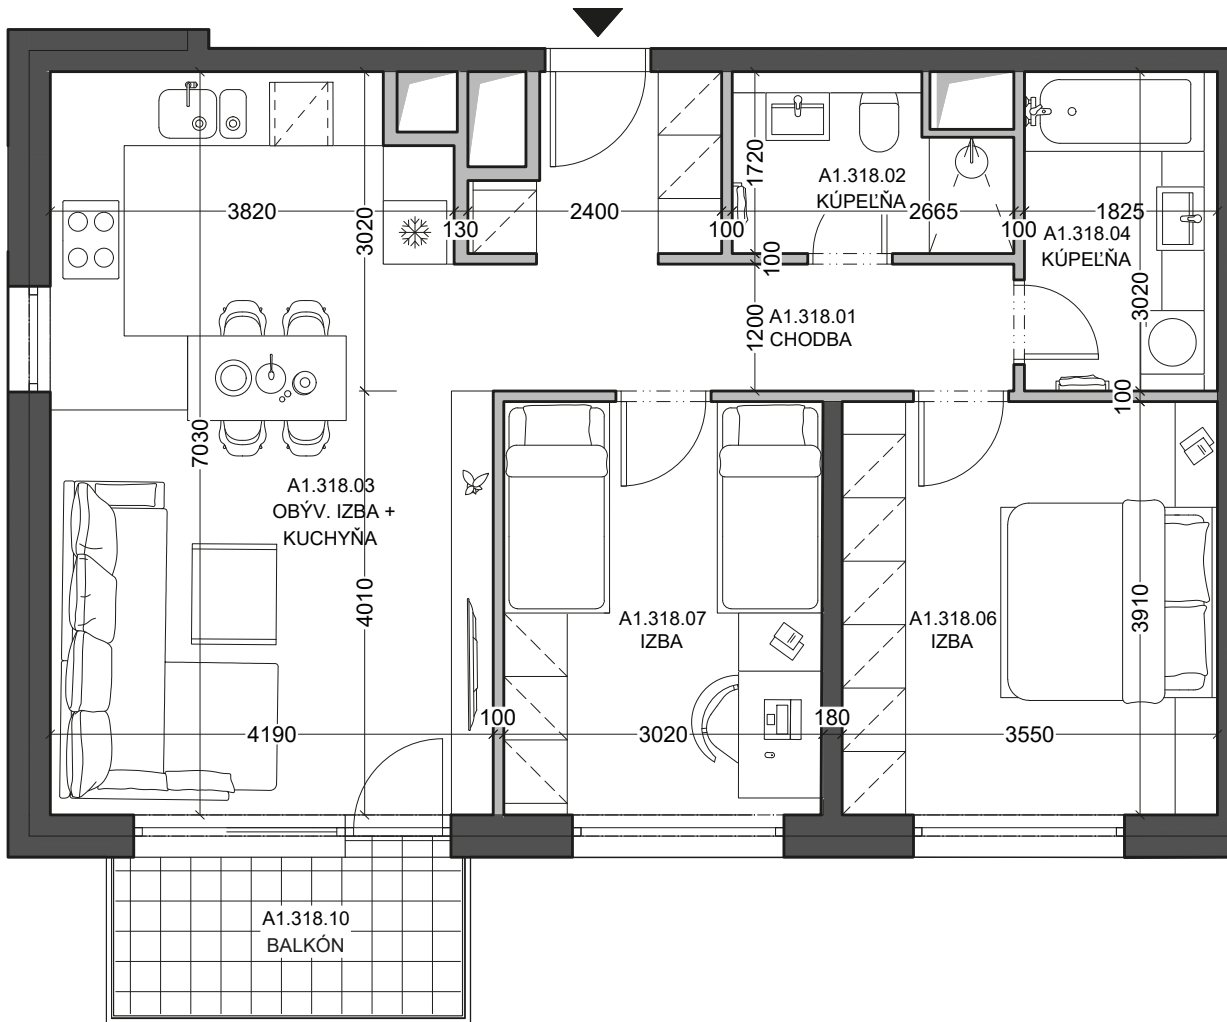 A1.318.02
KÚPEĽŇA
1720
3820
3020
130
2400
100
2665
100
1825
A1.318.04
KÚPEĽŇA
100
1200
A1.318.01
CHODBA
3020
100
7030
A1.318.03
OBÝV. IZBA +
KUCHYŇA
4010
A1.318.07
IZBA
A1.318.06
IZBA
3910
4190
100
3020
180
3550
A1.318.10
BALKÓN